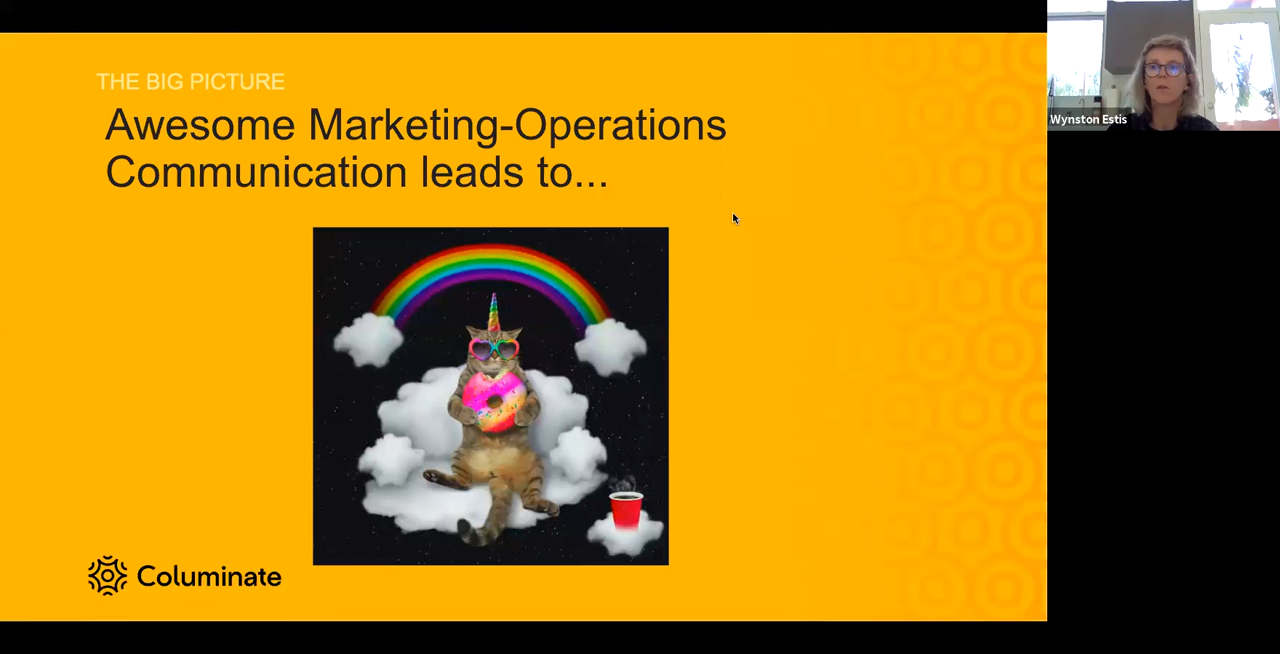 THE BIG PICTURE
Awesome Marketing-Operations
Communication leads to...
Columinate
Wynston Estis